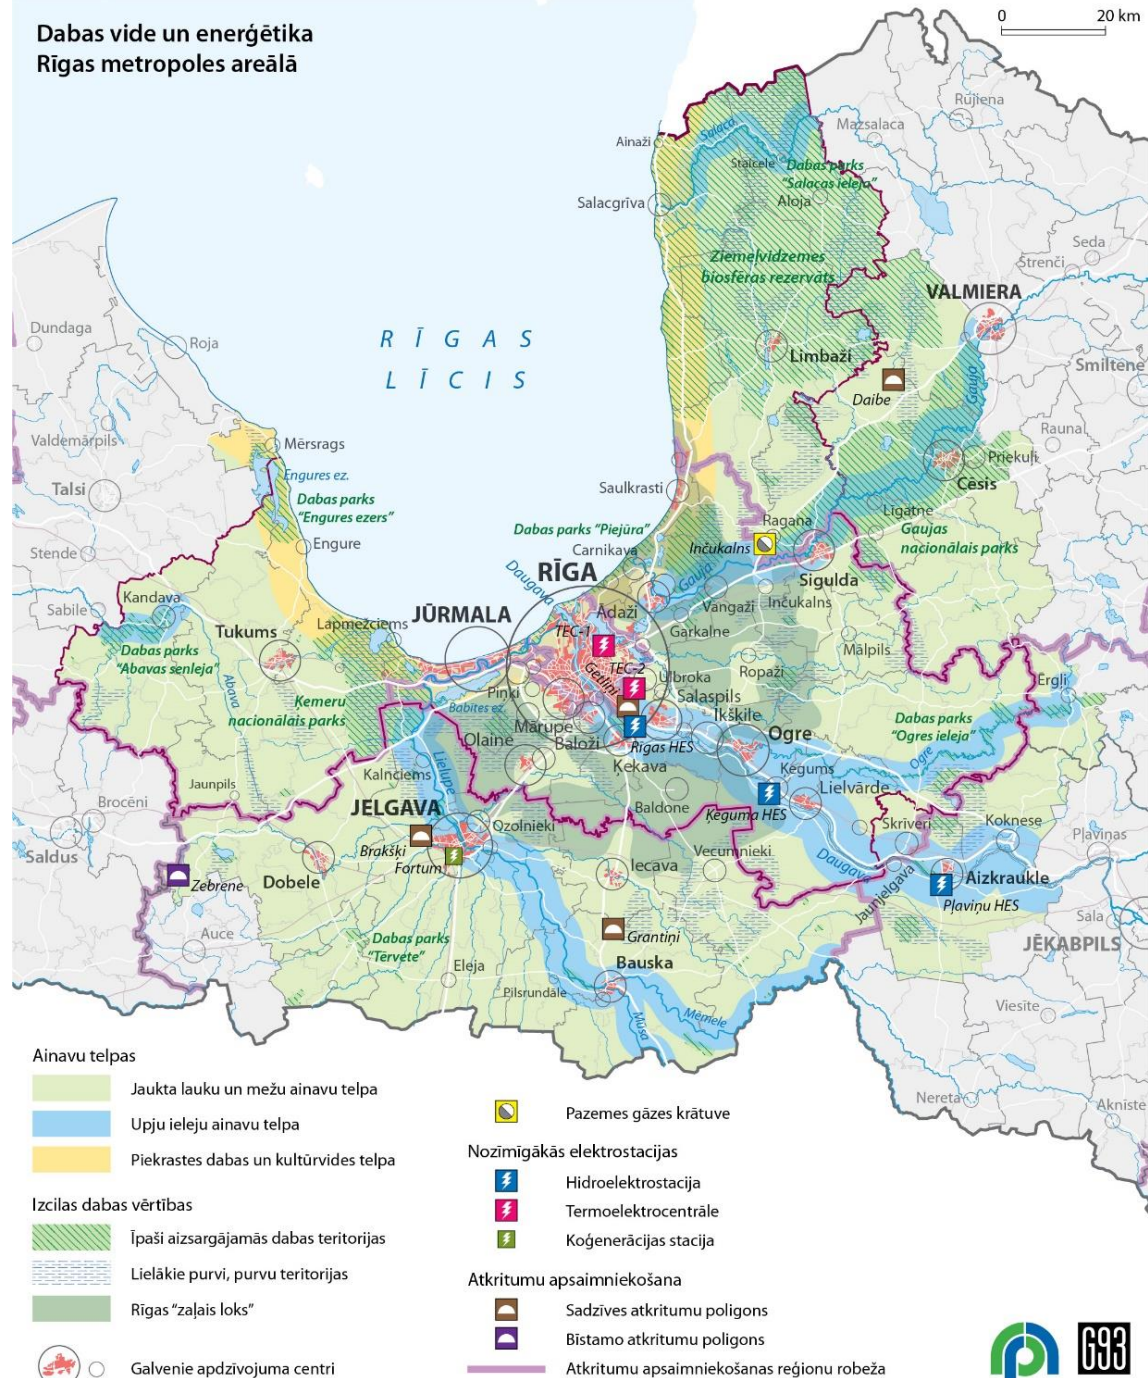 Dabas vide un enerģētika
Rīgas metropoles areālā
0 20 km
Rūjiena
Mazsalaca
Ainaži
Salaca
Staicele
Dabas parks
"Salacas ieleja"
Salacgrīva
Aloja
Seda
Strenči
Ziemeļvidzemes
biosfēras rezervāts
VALMIERA
Dundaga
Roja
RĪGAS
LĪCIS
Limbaži
Smiltene
Daibe
Gauja
Valdemārpils
Mērsrags
Rauna
Priekuļi
Engures ez.
Talsi
Cēsis
Dabas parks
"Engures ezers"
Saulkrasti
Līgatne
Dabas parks "Piejūra"
Ragana
Gaujas
nacionālais parks
Stende
Engure
Carnikava
Inčukalns
RĪGA
Sigulda
Daugava
Gauja
Kandava
Sabile
JŪRMALA
Ādaži
Vangaži
Inčukalns
Lapmežciems
Tukums
TEC-1
Garkalne
Dabas parks
"Abavas senleja"
Mālpils
Getliņi
TEC-2
Ropaži
Ulbroka
Abava
Ķemeru
nacionālais parks
Piņķi
Babītes ez.
Salaspils
Ērgļi
Ikšķile
Mārupe
Dabas parks
"Ogres ieleja"
Olaine
Baloži
Rīgas HES
Ogre
Ogre
Kalnciems
Ķekava
Ķegums
Jaunpils
Lielupe
Lielvārde
Brocēni
JELGAVA
Baldone
Ķeguma HES
Ozolnieki
Skrīveri
Koknese
Pļaviņas
Saldus
Brakšķi
Fortum
Vecumnieki
Daugava
Iecava
Zebrene
Dobele
Aizkraukle
Jaunjelgava
Pļaviņu HES
Auce
Grantiņi
Sala
Dabas parks
"Tērvete"
JĒKABPILS
Eleja
Bauska
Pilsrundāle
Viesīte
Mēmele
Mūsa
Nereta
Aknīste
Ainavu telpas
Jaukta lauku un mežu ainavu telpa
Upju ieleju ainavu telpa
Piekrastes dabas un kultūrvides telpa
Izcilas dabas vērtības
Īpaši aizsargājamās dabas teritorijas
Lielākie purvi, purvu teritorijas
Rīgas "zaļais loks"
Galvenie apdzīvojuma centri
Pazemes gāzes krātuve
Nozīmīgākās elektrostacijas
Hidroelektrostacija
Termoelektrocentrāle
Koģenerācijas stacija
Atkritumu apsaimniekošana
Sadzīves atkritumu poligons
Bīstamo atkritumu poligons
Atkritumu apsaimniekošanas reģionu robeža
G93